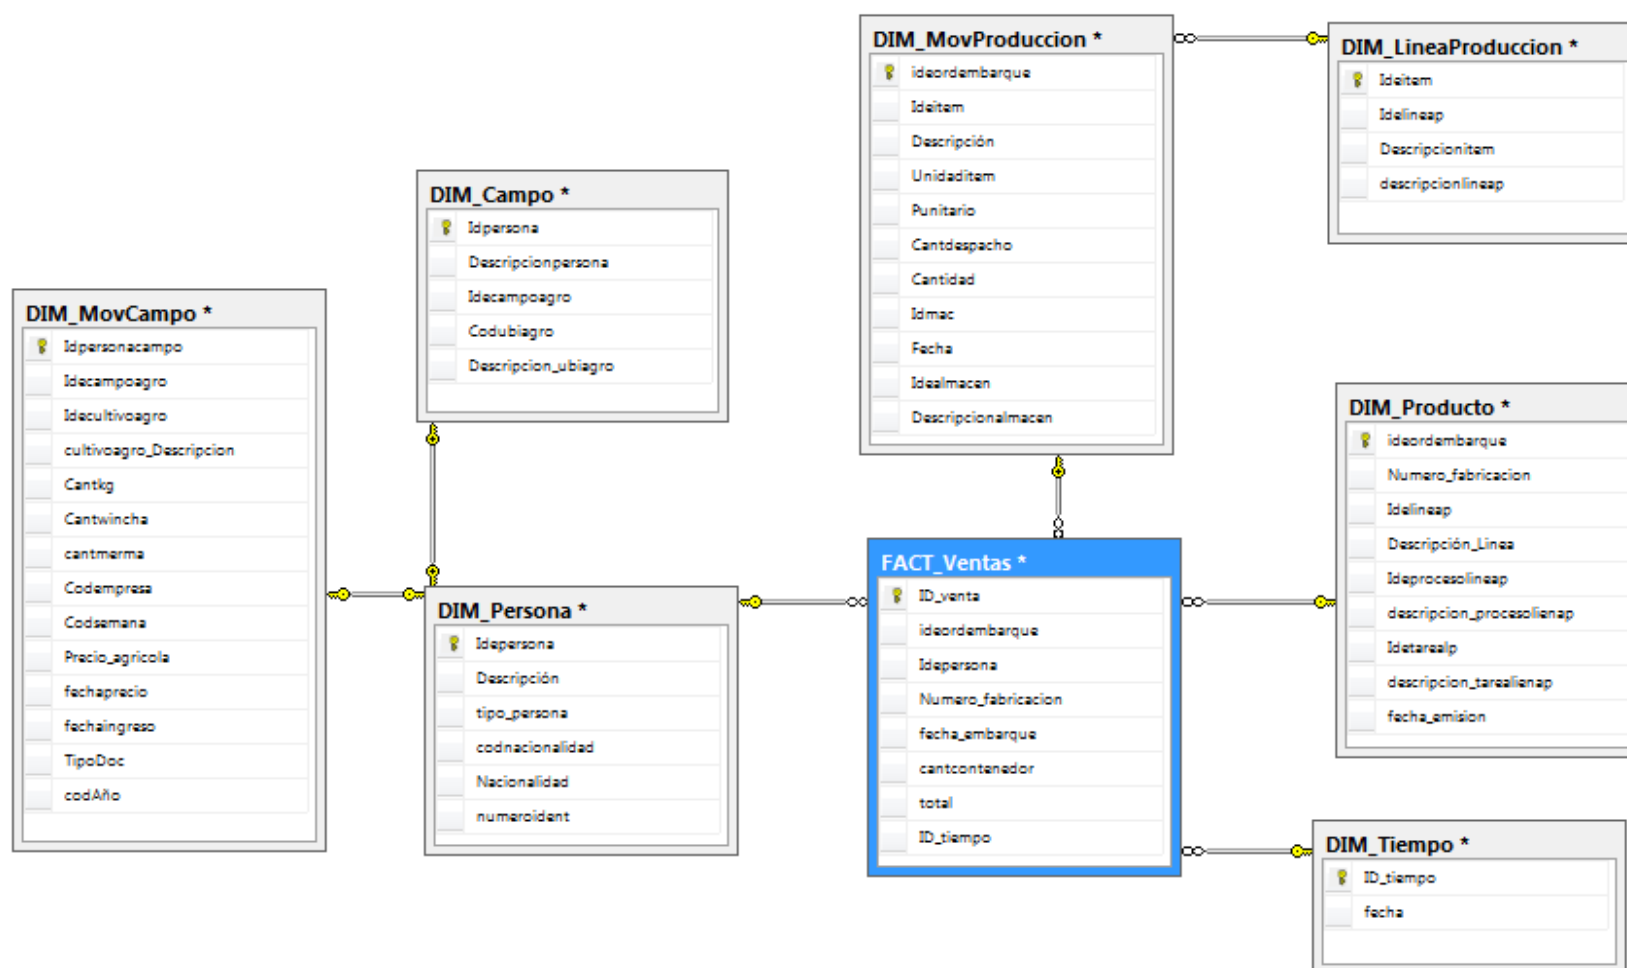 DIM_MovProduccion *
ideordembarque
Ideitem
Descripción
Unidaditem
Punitario
Cantdespacho
Cantidad
Idmac
Fecha
Idealmacen
Descripcionalmacen
DIM_LineaProduccion *
Ideitem
Idelineap
Descripcionitem
descripcionlineap
DIM_Campo *
Idpersona
Descripcionpersona
Idecampoagro
Codubiagro
Descripcion_ubiagro
DIM_MovCampo *
Idpersonacampo
Idecampoagro
Idecultivoagro
cultivoagro_Descripcion
Cantkg
Cantwincha
cantmerma
Codempresa
Codsemana
Precio_agricola
fechaprecio
fechaingreso
TipoDoc
codAño
DIM_Persona *
Idepersona
Descripción
tipo_persona
codnacionalidad
Nacionalidad
numeroident
FACT_Ventas *
ID_venta
ideordembarque
Idepersona
Numero_fabricacion
fecha_embarque
cantcontenedor
total
ID_tiempo
DIM_Producto *
ideordembarque
Numero_fabricacion
Idelineap
Descripción_Linea
Ideprocesolineap
descripcion_procesolienap
Idetarealp
descripcion_tarealienap
fecha_emision
DIM_Tiempo *
ID_tiempo
fecha